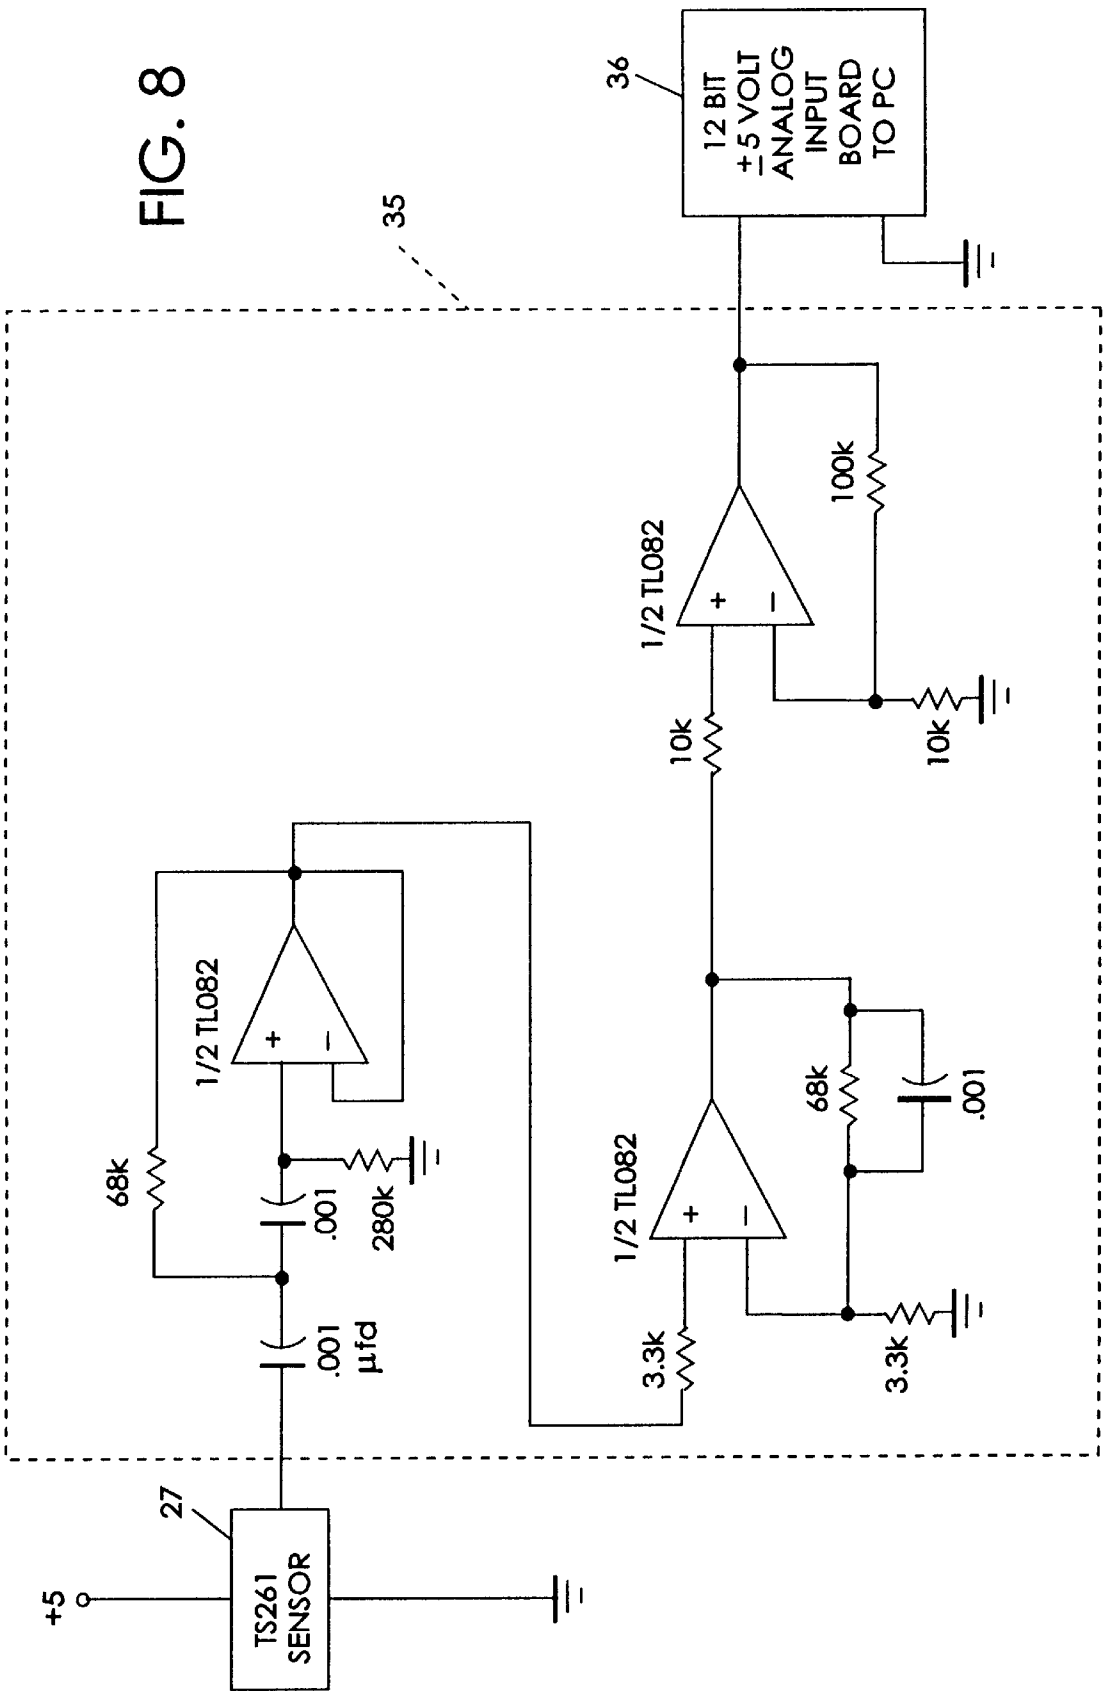 FIG. 8
+5
27
TS261
SENSOR
35
.001
µfd
68k
.001
280k
1/2 TL082
+
−
3.3k
1/2 TL082
+
−
3.3k
68k
.001
10k
1/2 TL082
+
−
10k
100k
36
12 BIT
±5 VOLT
ANALOG
INPUT
BOARD
TO PC